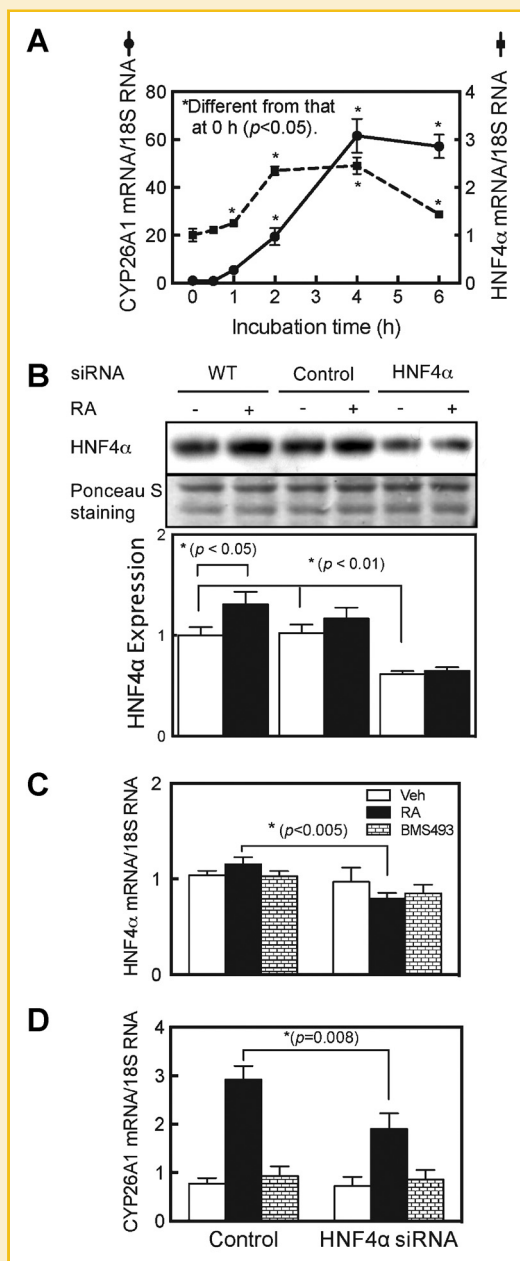 A
CYP26A1 mRNA/18S RNA
80
60
40
20
0
*Different from that
at 0 h (p<0.05).
*
*
*
*
*
*
*
4
3
2
1
0
HNF4α mRNA/18S RNA
0 1 2 3 4 5 6
Incubation time (h)
B
siRNA WT Control HNF4α
RA - + - + - +
HNF4α
Ponceau S
staining
HNF4α Expression
2
1
0
*(p < 0.05)
*(p < 0.01)
C
HNF4α mRNA/18S RNA
2
1
0
Veh
RA
BMS493
*(p<0.005)
D
CYP26A1 mRNA/18S RNA
4
3
2
1
0
*(p=0.008)
Control HNF4α siRNA